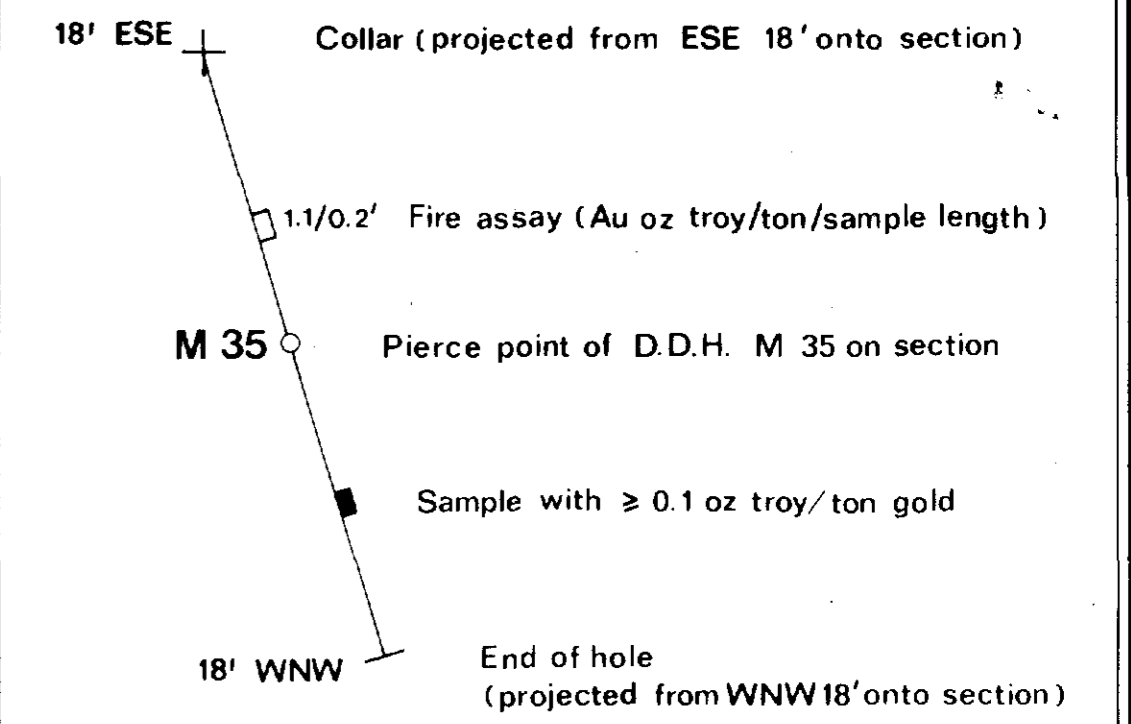 18' ESE Collar (projected from ESE 18' onto section)
1.1/0.2' Fire assay (Au oz troy/ton/sample length)
M 35 Pierce point of D.D.H. M 35 on section
Sample with ⩾ 0.1 oz troy/ton gold
18' WNW End of hole
(projected from WNW 18' onto section)